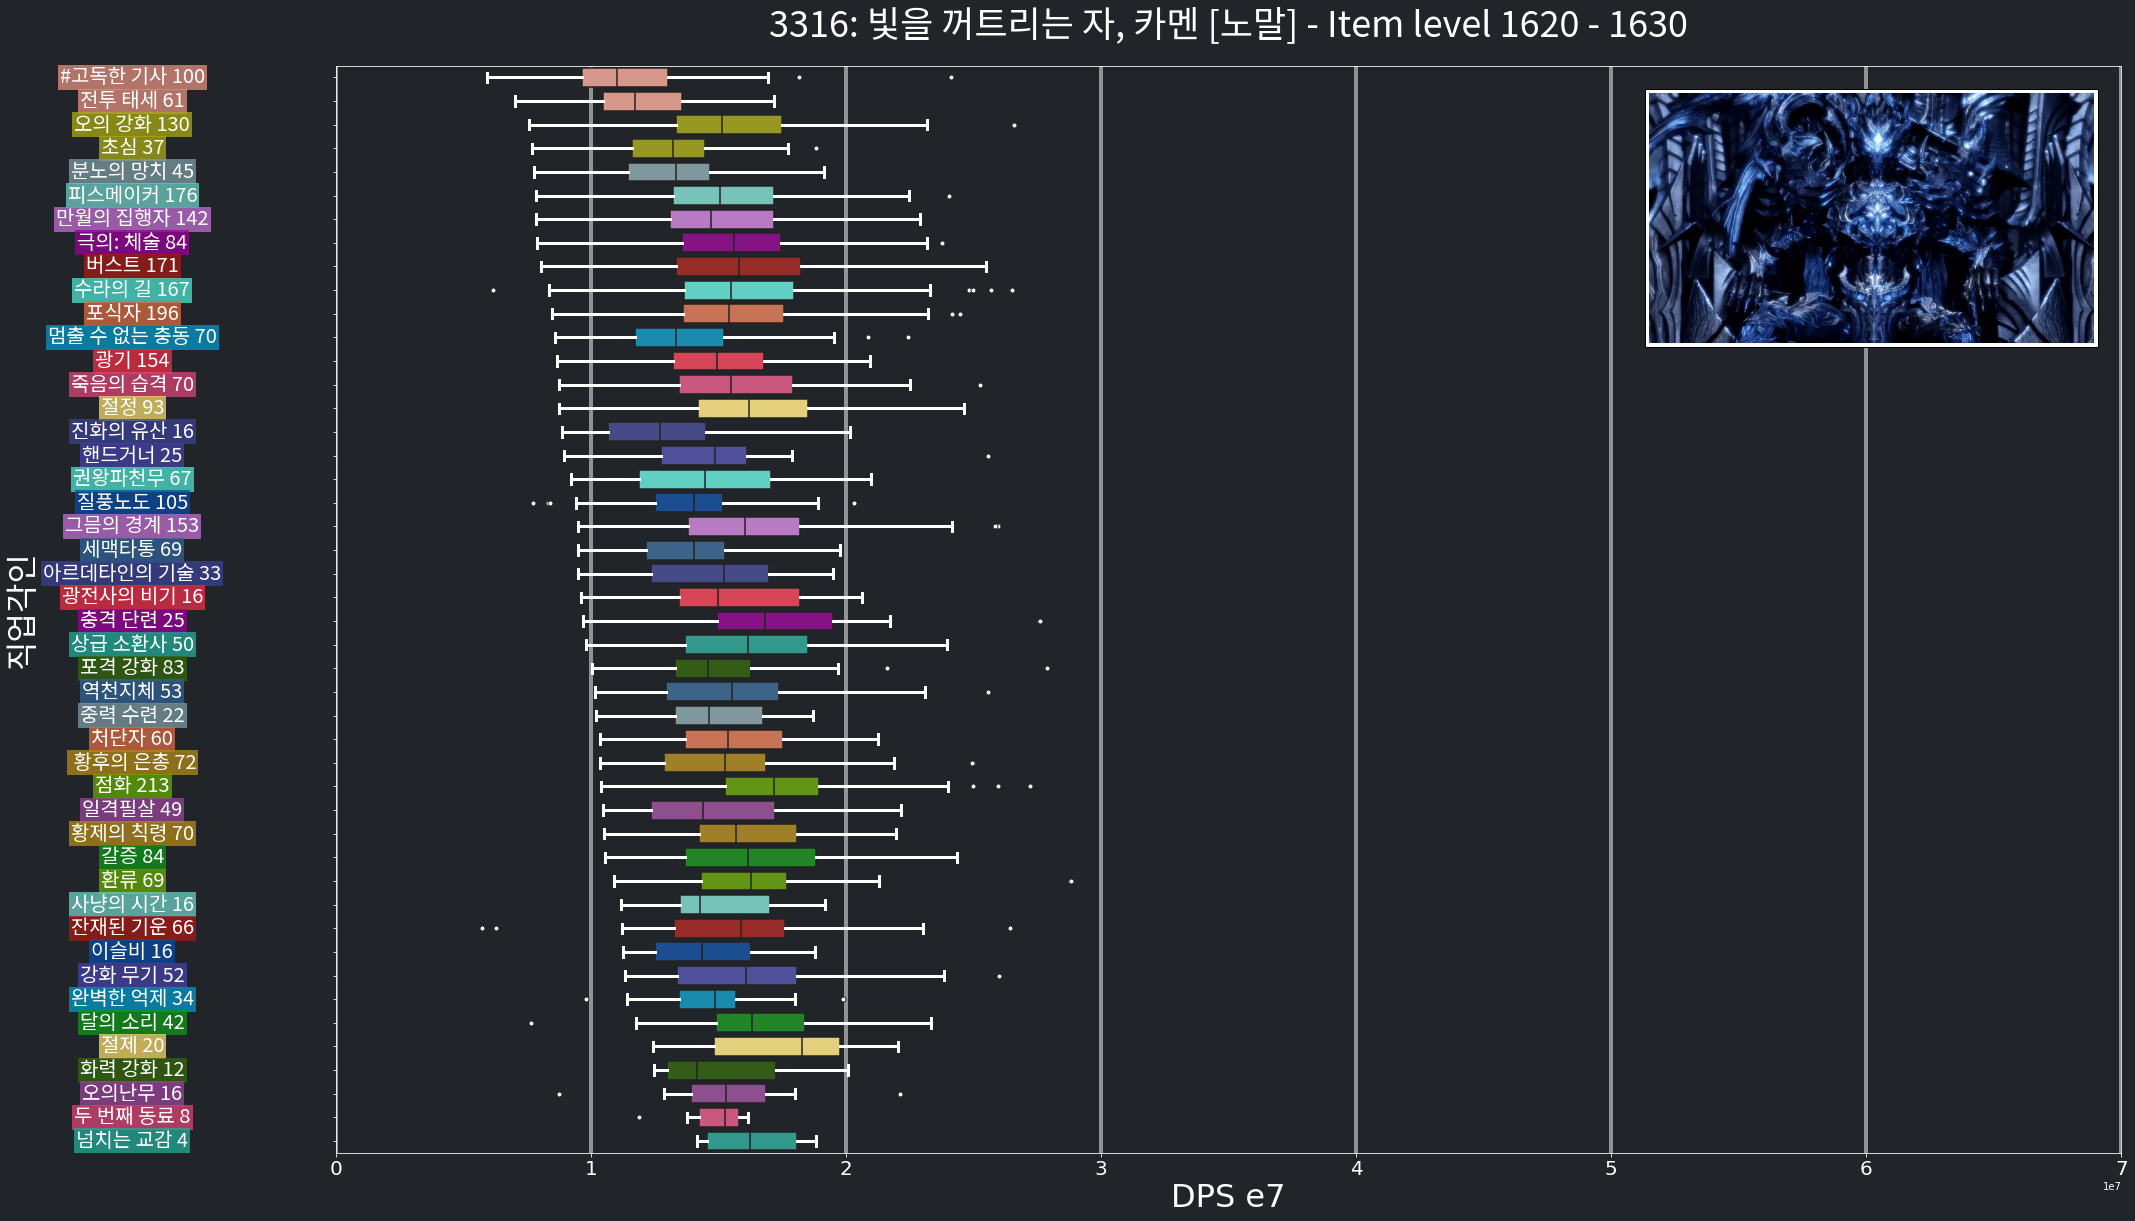 3316: 빛을 꺼트리는 자, 카멘 [노말] - Item level 1620 - 1630
직업각인
#고독한 기사 100
전투 태세 61
오의 강화 130
초심 37
분노의 망치 45
피스메이커 176
만월의 집행자 142
극의: 체술 84
버스트 171
수라의 길 167
포식자 196
멈출 수 없는 충동 70
광기 154
죽음의 습격 70
절정 93
진화의 유산 16
핸드거너 25
권왕파천무 67
질풍노도 105
그믐의 경계 153
세맥타통 69
아르데타인의 기술 33
광전사의 비기 16
충격 단련 25
상급 소환사 50
포격 강화 83
역천지체 53
중력 수련 22
처단자 60
황후의 은총 72
점화 213
일격필살 49
황제의 칙령 70
갈증 84
환류 69
사냥의 시간 16
잔재된 기운 66
이슬비 16
강화 무기 52
완벽한 억제 34
달의 소리 42
절제 20
화력 강화 12
오의난무 16
두 번째 동료 8
넘치는 교감 4
0 1 2 3 4 5 6 7
1e7
DPS e7